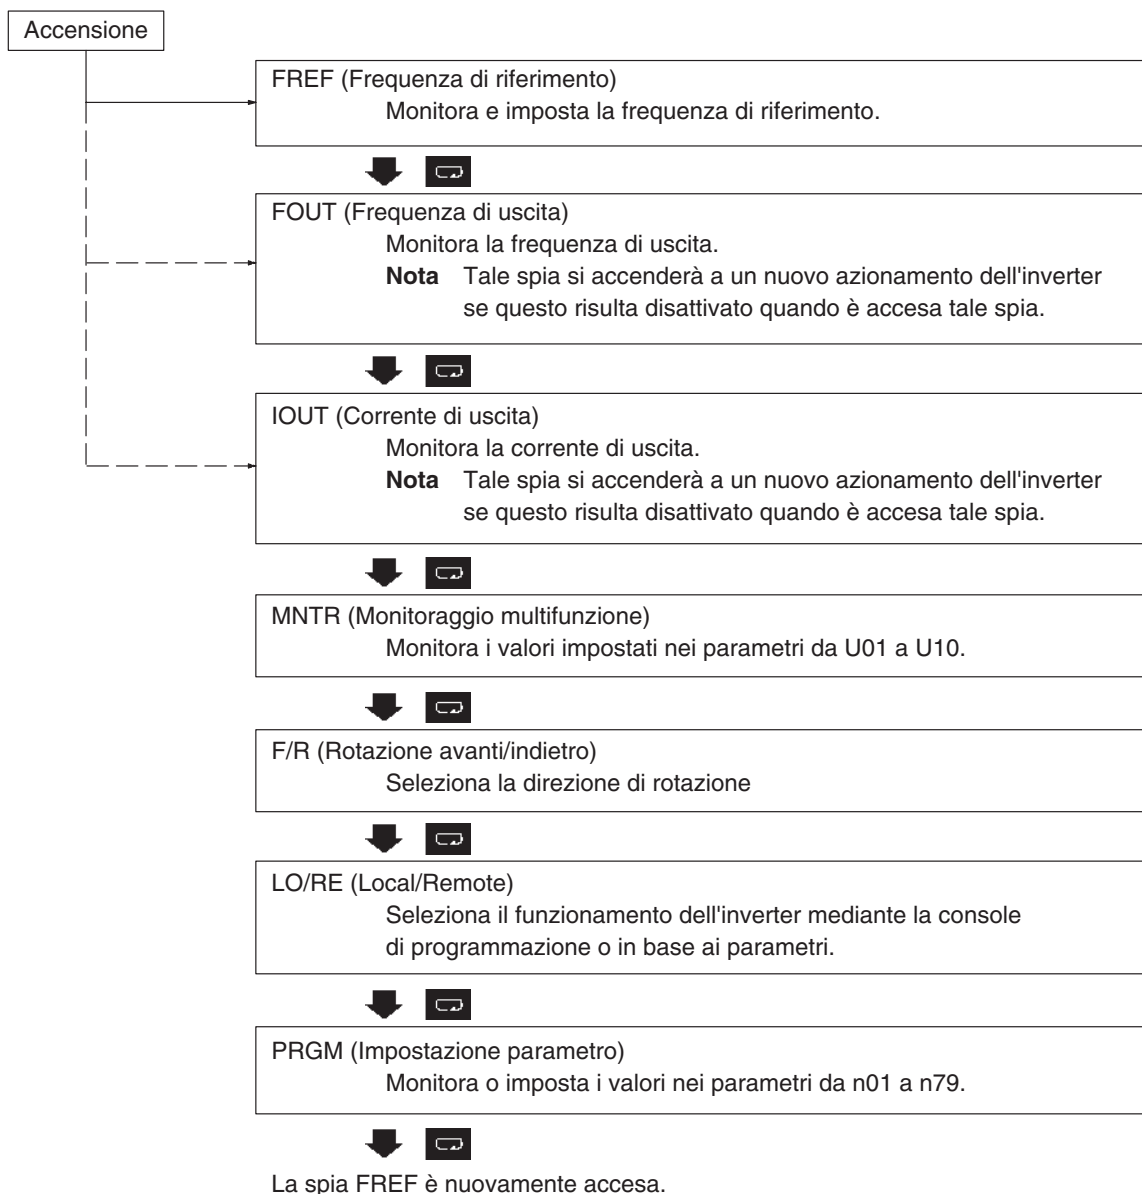 Accensione
FREF (Frequenza di riferimento)
Monitora e imposta la frequenza di riferimento.
FOUT (Frequenza di uscita)
Monitora la frequenza di uscita.
Nota Tale spia si accenderà a un nuovo azionamento dell'inverter
se questo risulta disattivato quando è accesa tale spia.
IOUT (Corrente di uscita)
Monitora la corrente di uscita.
Nota Tale spia si accenderà a un nuovo azionamento dell'inverter
se questo risulta disattivato quando è accesa tale spia.
MNTR (Monitoraggio multifunzione)
Monitora i valori impostati nei parametri da U01 a U10.
F/R (Rotazione avanti/indietro)
Seleziona la direzione di rotazione
LO/RE (Local/Remote)
Seleziona il funzionamento dell'inverter mediante la console
di programmazione o in base ai parametri.
PRGM (Impostazione parametro)
Monitora o imposta i valori nei parametri da n01 a n79.
La spia FREF è nuovamente accesa.